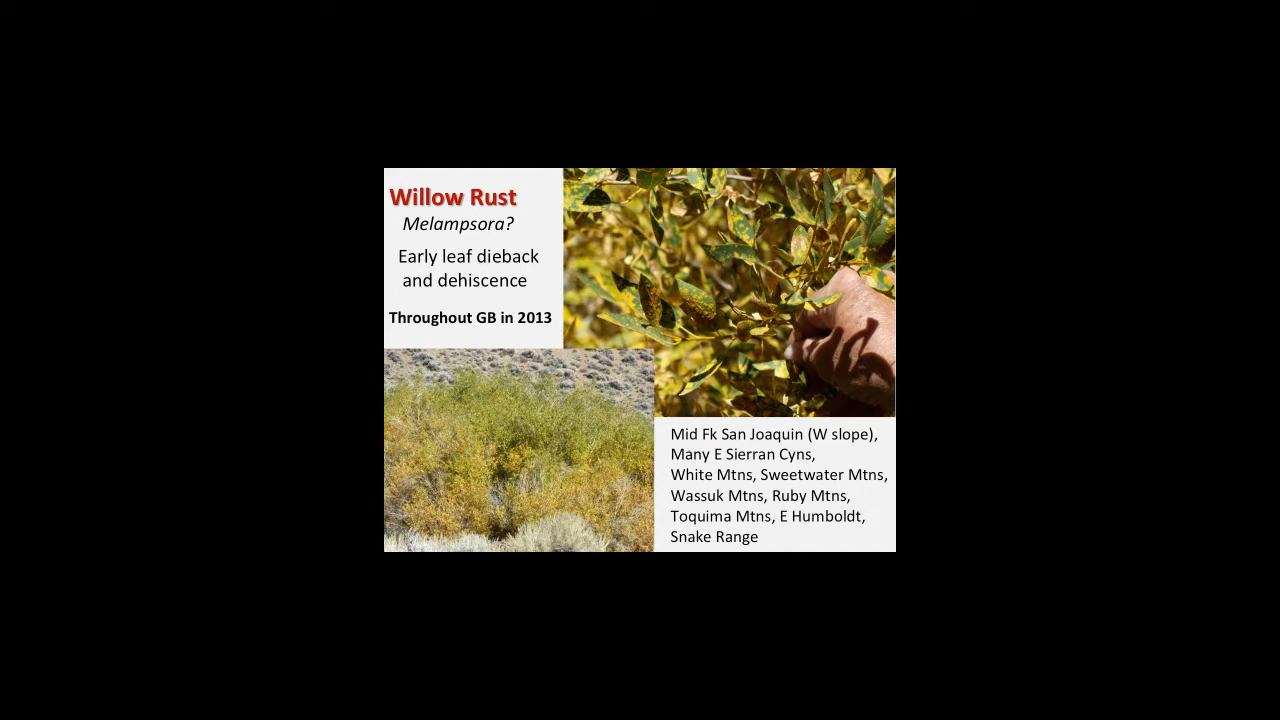 Willow Rust
Melampsora?
Early leaf dieback
and dehiscence
Throughout GB in 2013
Mid Fk San Joaquin (W slope),
Many E Sierran Cyns,
White Mtns, Sweetwater Mtns,
Wassuk Mtns, Ruby Mtns,
Toquima Mtns, E Humboldt,
Snake Range